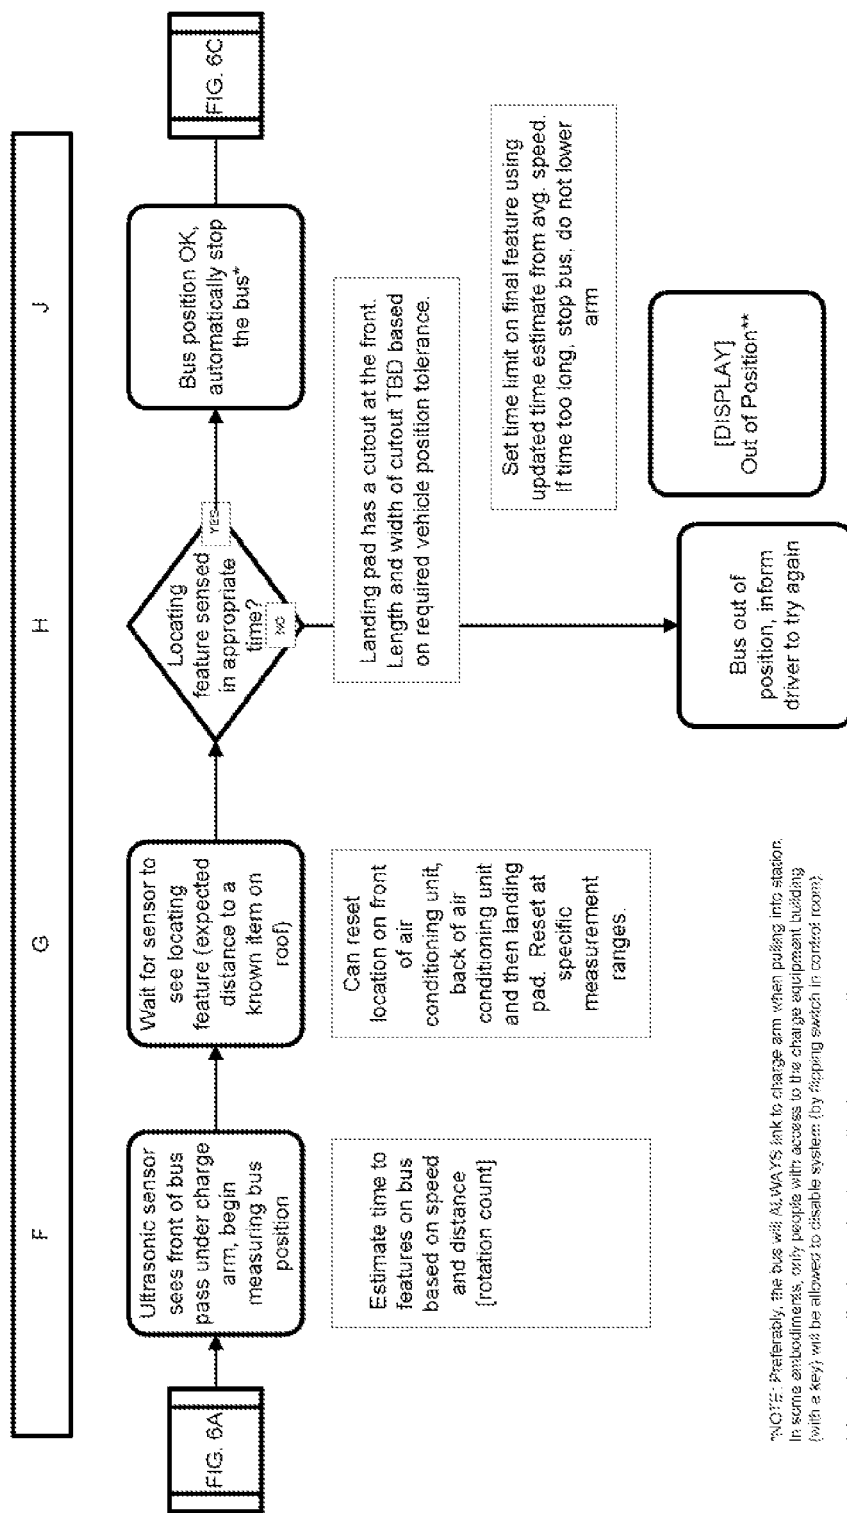 F
G
H
J
FIG. 6A
Ultrasonic sensor
sees front of bus
pass under charge
arm, begin
measuring bus
position
Wait for sensor to
see locating
feature (expected
distance to a
known item on
roof)
Locating
feature sensed
in appropriate
time?
YES
NO
Bus position OK,
automatically stop
the bus*
FIG. 6C
Estimate time to
features on bus
based on speed
and distance
[rotation count]
Can reset
location on front
of air
conditioning unit,
back of air
conditioning unit
and then landing
pad. Reset at
specific
measurement
ranges.
Landing pad has a cutout at the front.
Length and width of cutout TBD based
on required vehicle position tolerance.
Set time limit on final feature using
updated time estimate from avg. speed.
If time too long, stop bus, do not lower
arm
Bus out of
position, inform
driver to try again
[DISPLAY]
Out of Position**
*NOTE: Preferably, the bus will ALWAYS link to charge arm when pulling into station.
In some embodiments, only people with access to the charge equipment building
(with a key) will be allowed to disable system (by flipping switch in control room).